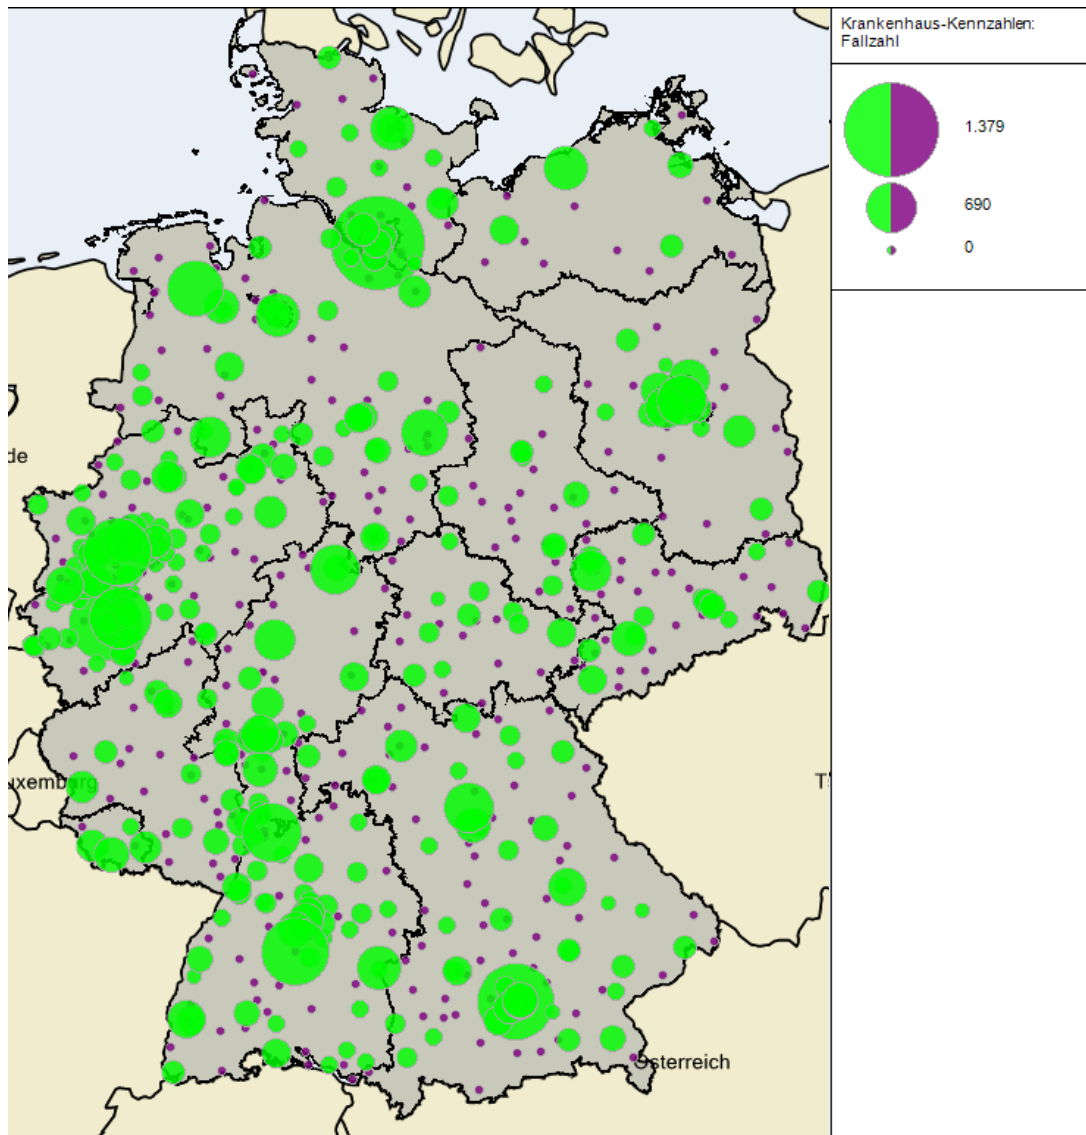 Krankenhaus-Kennzahlen:
Fallzahl
1.379
690
0
de
uxemburg
T
Österreich